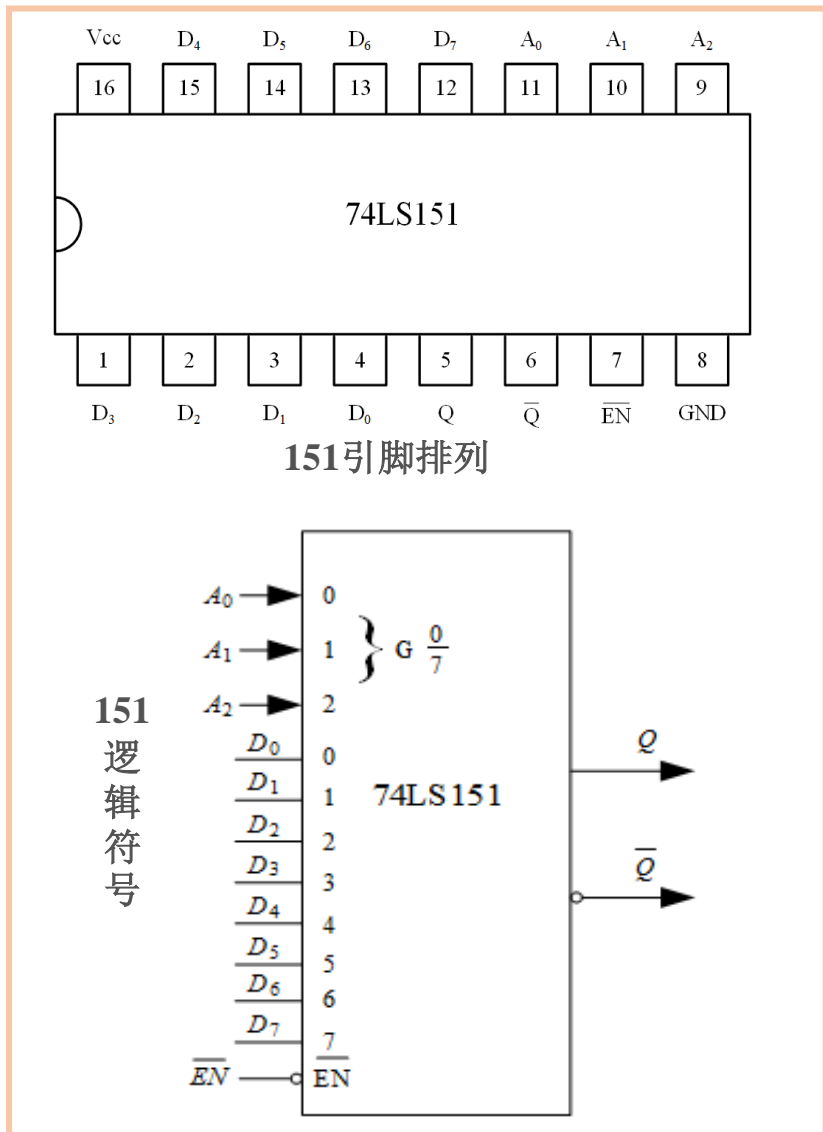 Vcc D₄ D₅ D₆ D₇ A₀ A₁ A₂
16 15 14 13 12 11 10 9
74LS151
1 2 3 4 5 6 7 8
D₃ D₂ D₁ D₀ Q Q̅ E̅N̅ GND
151引脚排列
A₀ 0
A₁ 1 } G 0/7
A₂ 2
151
逻
辑
符
号
D₀ 0
D₁ 1
D₂ 2
D₃ 3
D₄ 4
D₅ 5
D₆ 6
D₇ 7
E̅N̅ E̅N̅
74LS151
Q
Q̅